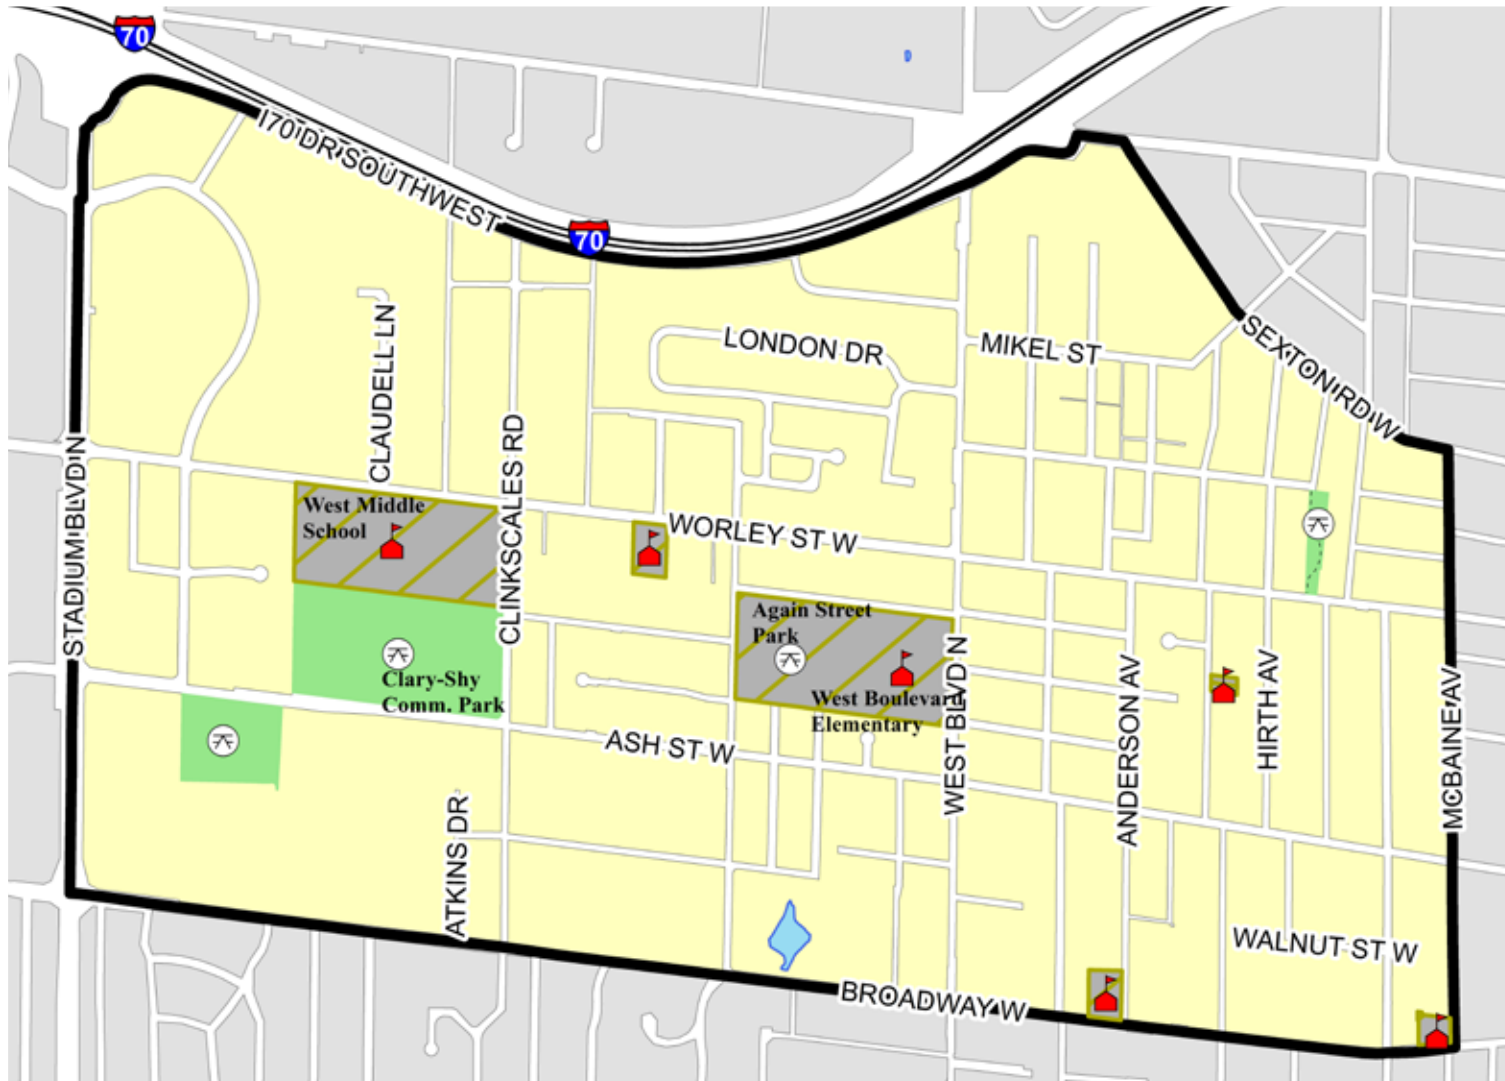 70
I70 DR SOUTHWEST
70
LONDON DR
MIKEL ST
SEXTON RD W
CLAUDELL LN
CLINKSCALES RD
STADIUM BLVD N
West Middle
School
WORLEY ST W
Again Street
Park
Clary-Shy
Comm. Park
West Boulevard
Elementary
WEST BLVD N
ANDERSON AV
HIRTH AV
MCBAINE AV
ASH ST W
ATKINS DR
WALNUT ST W
BROADWAY W